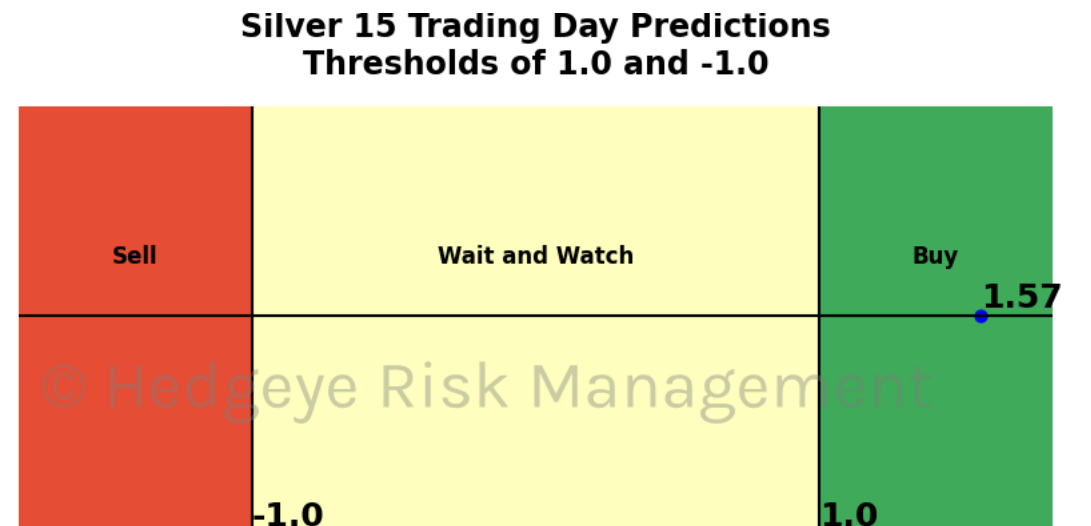 Silver 15 Trading Day Predictions
Thresholds of 1.0 and -1.0
Sell
Wait and Watch
Buy
1.57
© Hedgeye Risk Management
-1.0
1.0